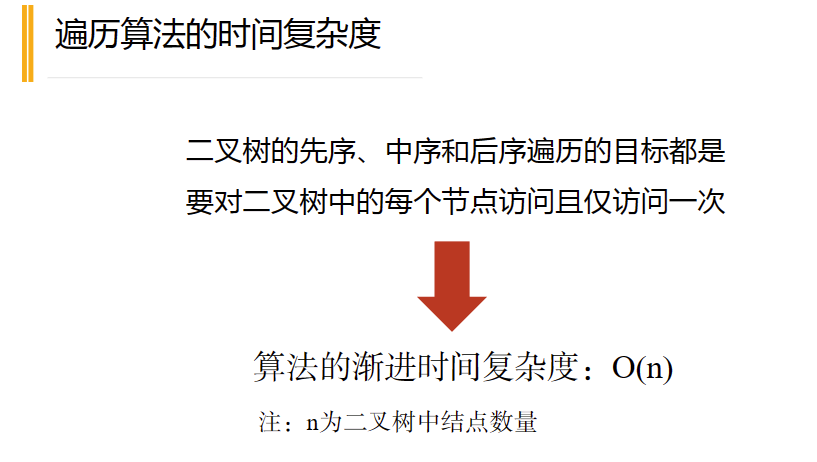 遍历算法的时间复杂度
二叉树的先序、中序和后序遍历的目标都是
要对二叉树中的每个节点访问且仅访问一次
算法的渐进时间复杂度：O(n)
注：n为二叉树中结点数量